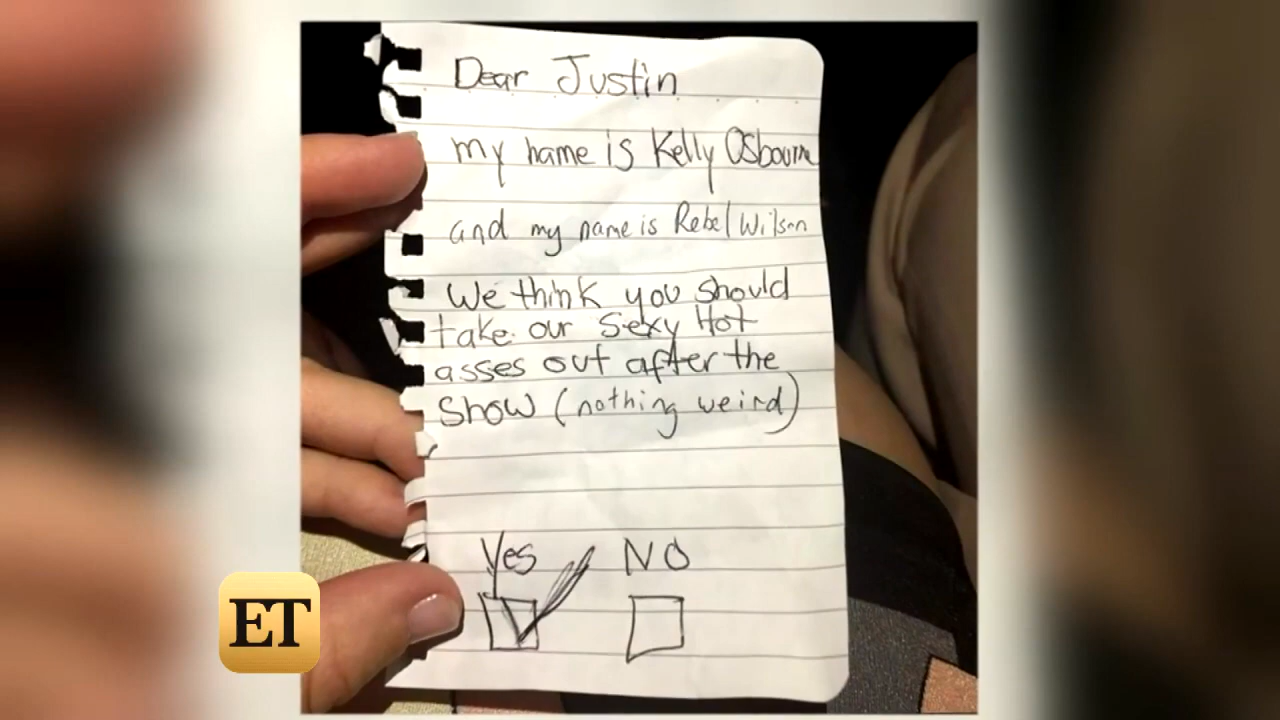 Dear Justin
my name is Kelly Osbourne
and my name is Rebel Wilson
We think you should
take our Sexy Hot
asses out after the
Show (nothing weird)
Yes NO
ET